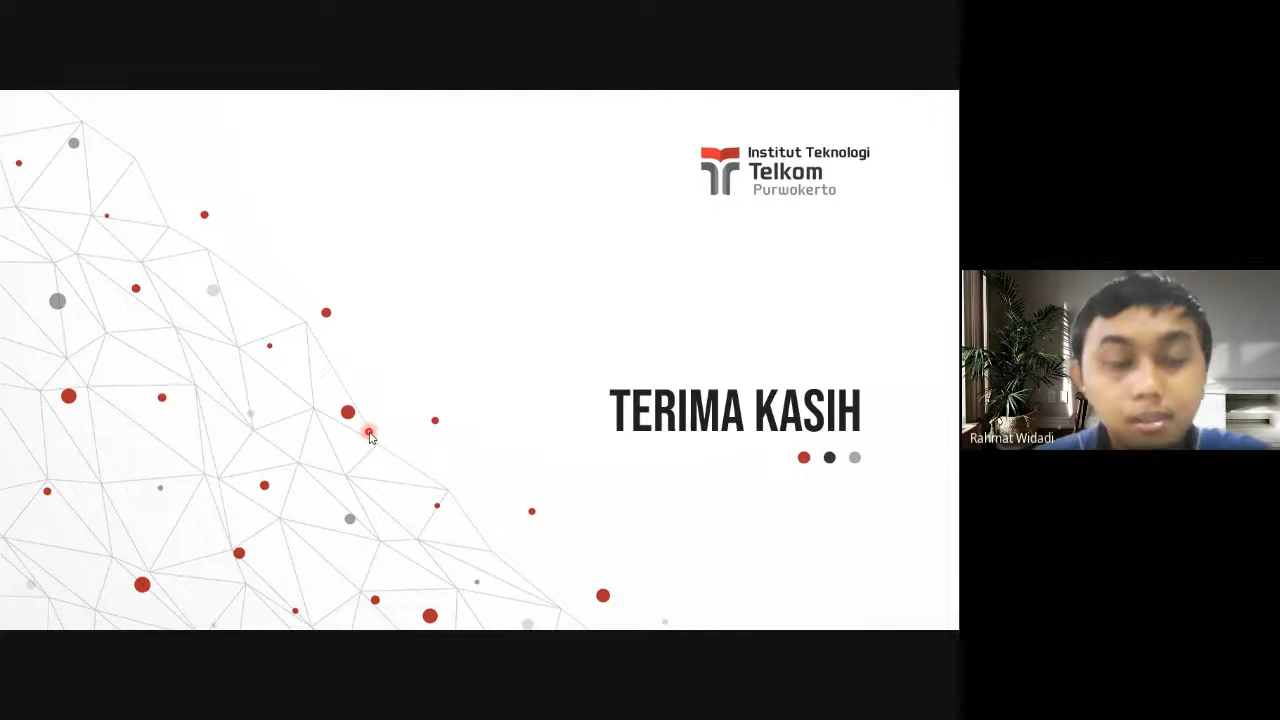 Institut Teknologi
Telkom
Purwokerto
TERIMA KASIH
Rahmat Widadi